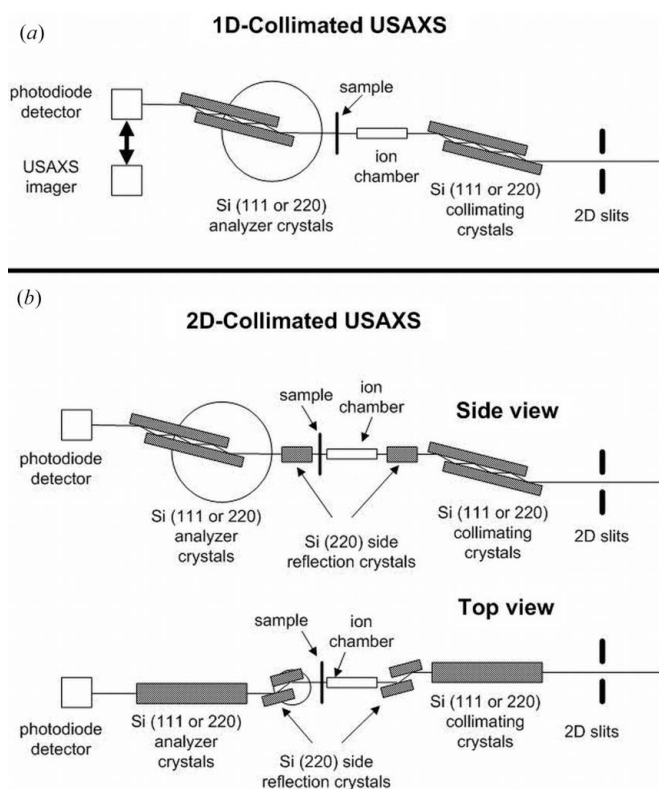 (a)
1D-Collimated USAXS
photodiode
detector
sample
USAXS
imager
ion
chamber
Si (111 or 220)
analyzer crystals
Si (111 or 220)
collimating
crystals
2D slits
(b)
2D-Collimated USAXS
sample
ion
chamber
Side view
photodiode
detector
Si (111 or 220)
analyzer
crystals
Si (220) side
reflection crystals
Si (111 or 220)
collimating
crystals
2D slits
Top view
sample
ion
chamber
photodiode
detector
Si (111 or 220)
analyzer
crystals
Si (220) side
reflection crystals
Si (111 or 220)
collimating
crystals
2D slits